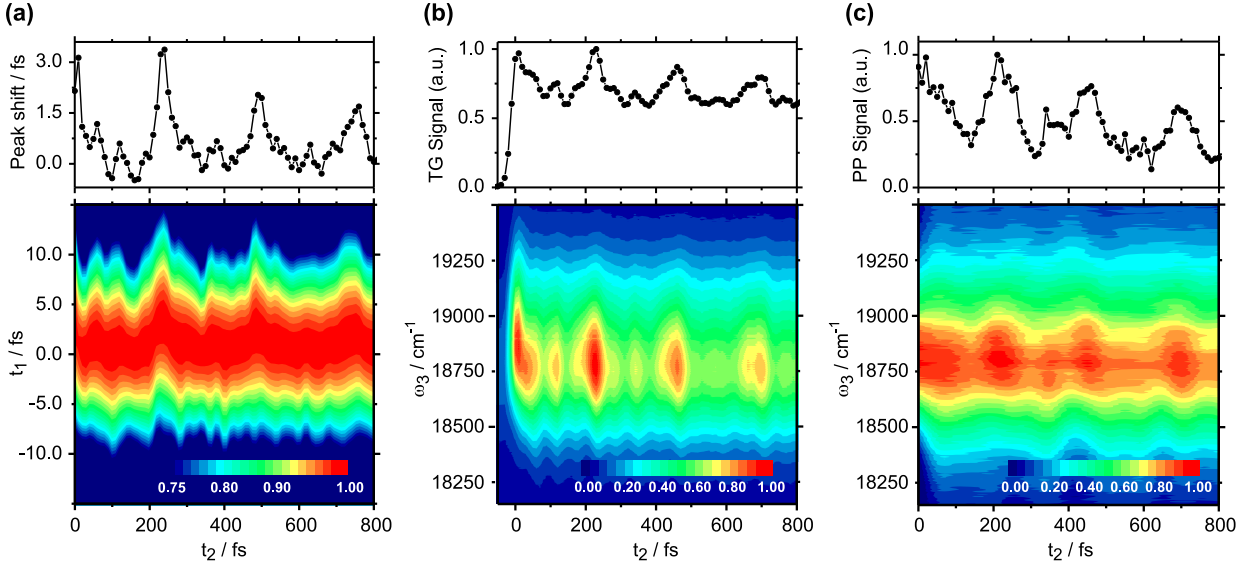 (a)
Peak shift / fs
3.0
1.5
0.0
t1 / fs
10.0
5.0
0.0
-5.0
-10.0
0.75 0.80 0.90 1.00
0 200 400 600 800
t2 / fs
(b)
TG Signal (a.u.)
1.0
0.5
0.0
ω3 / cm-1
19250
19000
18750
18500
18250
0.00 0.20 0.40 0.60 0.80 1.00
0 200 400 600 800
t2 / fs
(c)
PP Signal (a.u.)
1.0
0.5
0.0
ω3 / cm-1
19250
19000
18750
18500
18250
0.00 0.20 0.40 0.60 0.80 1.00
0 200 400 600 800
t2 / fs